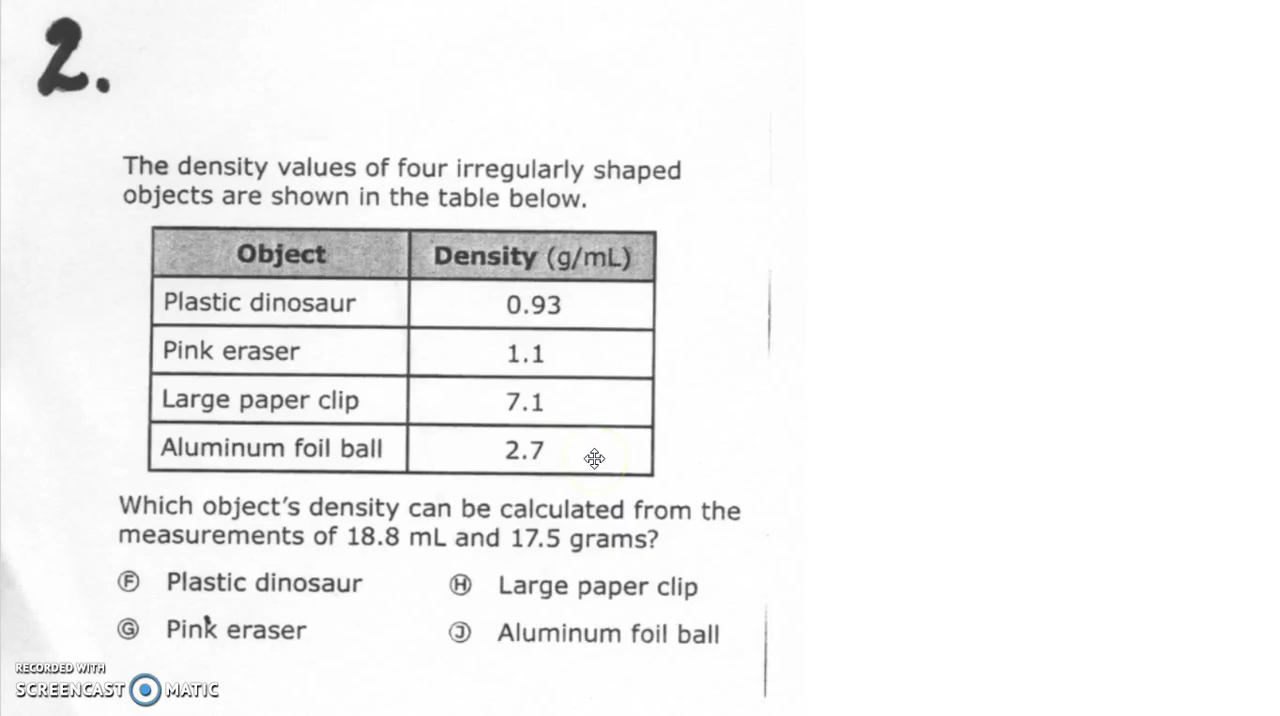 2.
The density values of four irregularly shaped
objects are shown in the table below.
Object Density (g/mL)
Plastic dinosaur 0.93
Pink eraser 1.1
Large paper clip 7.1
Aluminum foil ball 2.7
Which object's density can be calculated from the
measurements of 18.8 mL and 17.5 grams?
Ⓕ Plastic dinosaur Ⓗ Large paper clip
Ⓖ Pink eraser Ⓙ Aluminum foil ball
RECORDED WITH
SCREENCAST MATIC